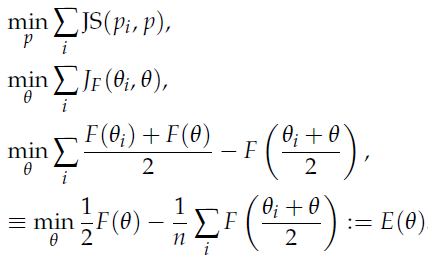 min_p ∑_i JS(p_i, p),
min_θ ∑_i J_F(θ_i, θ),
min_θ ∑_i (F(θ_i) + F(θ))/2 − F((θ_i + θ)/2),
≡ min_θ 1/2 F(θ) − 1/n ∑_i F((θ_i + θ)/2) := E(θ)